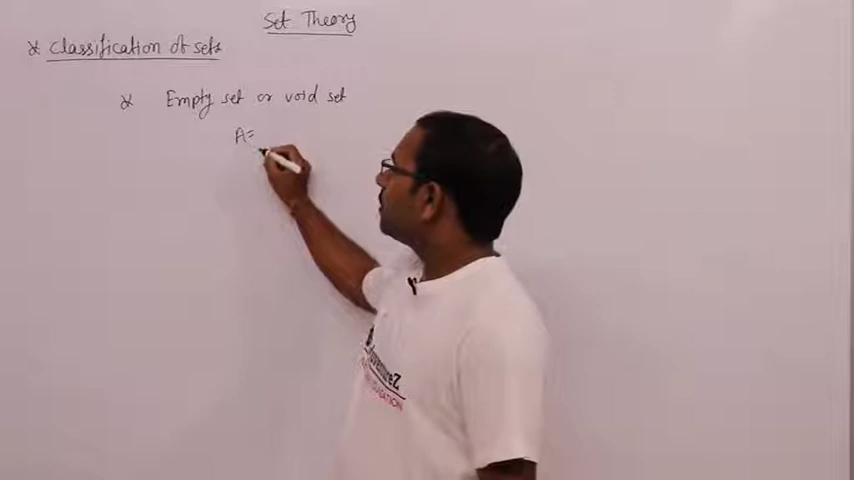 Set Theory
* Classification of sets
* Empty set or void set
A=